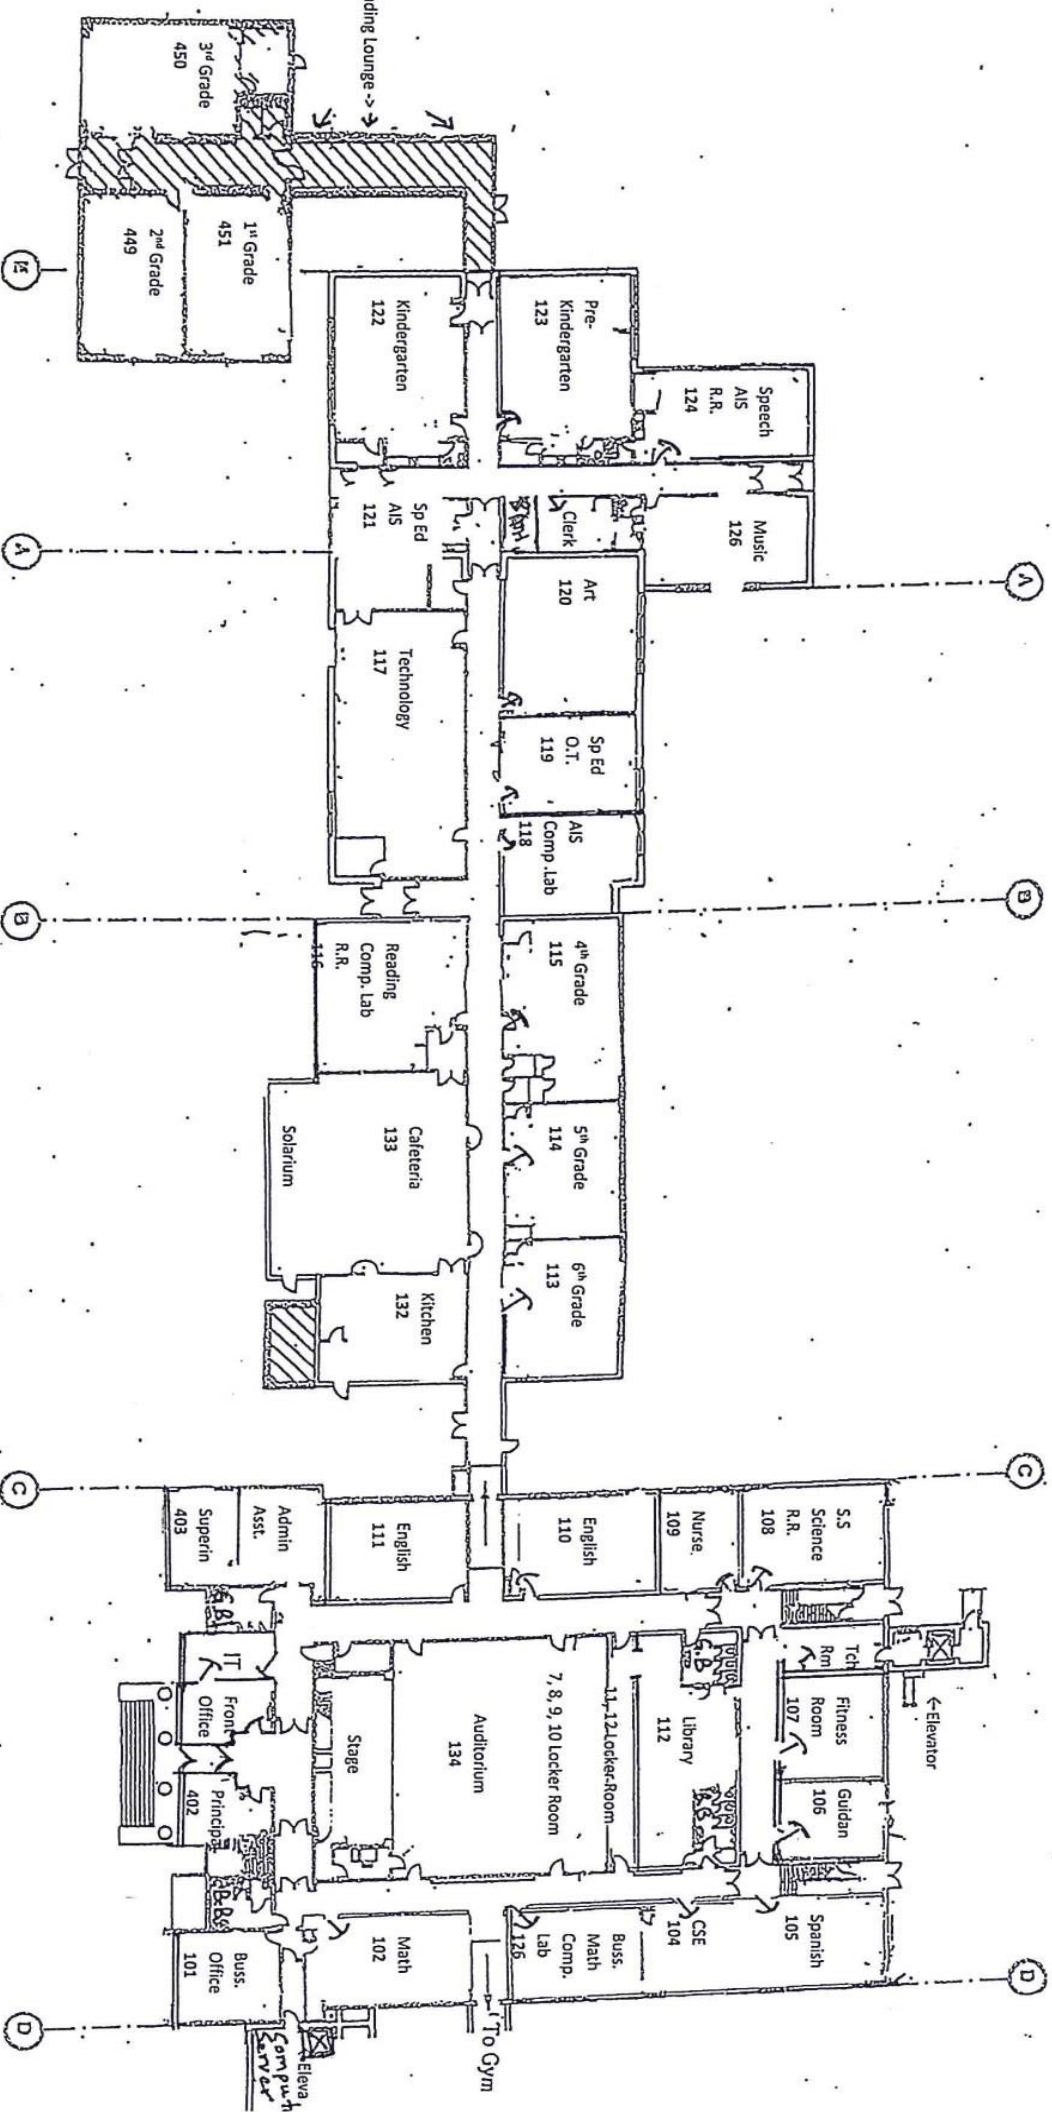 ding Lounge ->
3rd Grade
450
2nd Grade
449
1st Grade
451
E
Kindergarten
122
Pre-
Kindergarten
123
Speech
AIS
R.R.
124
Music
126
Clerk
Sp Ed
AIS
121
A
A
Art
120
Technology
117
Sp Ed
O.T.
119
AIS
Comp.Lab
118
B
B
Reading
Comp. Lab
R.R.
116
4th Grade
115
5th Grade
114
6th Grade
113
Cafeteria
133
Solarium
Kitchen
132
C
C
Superin
403
Admin
Asst.
English
111
English
110
Nurse.
109
S.S
Science
R.R.
108
Tch
Rm
←Elevator
Fitness
Room
107
Guidan
106
Library
112
11, 12 Locker Room
7, 8, 9, 10 Locker Room
Auditorium
134
Stage
IT
Front
Office
Principal
402
Buss.
Office
101
Math
102
Buss.
Math
Comp.
Lab
126
CSE
104
Spanish
105
To Gym
Eleva
Comput
Server
D
D